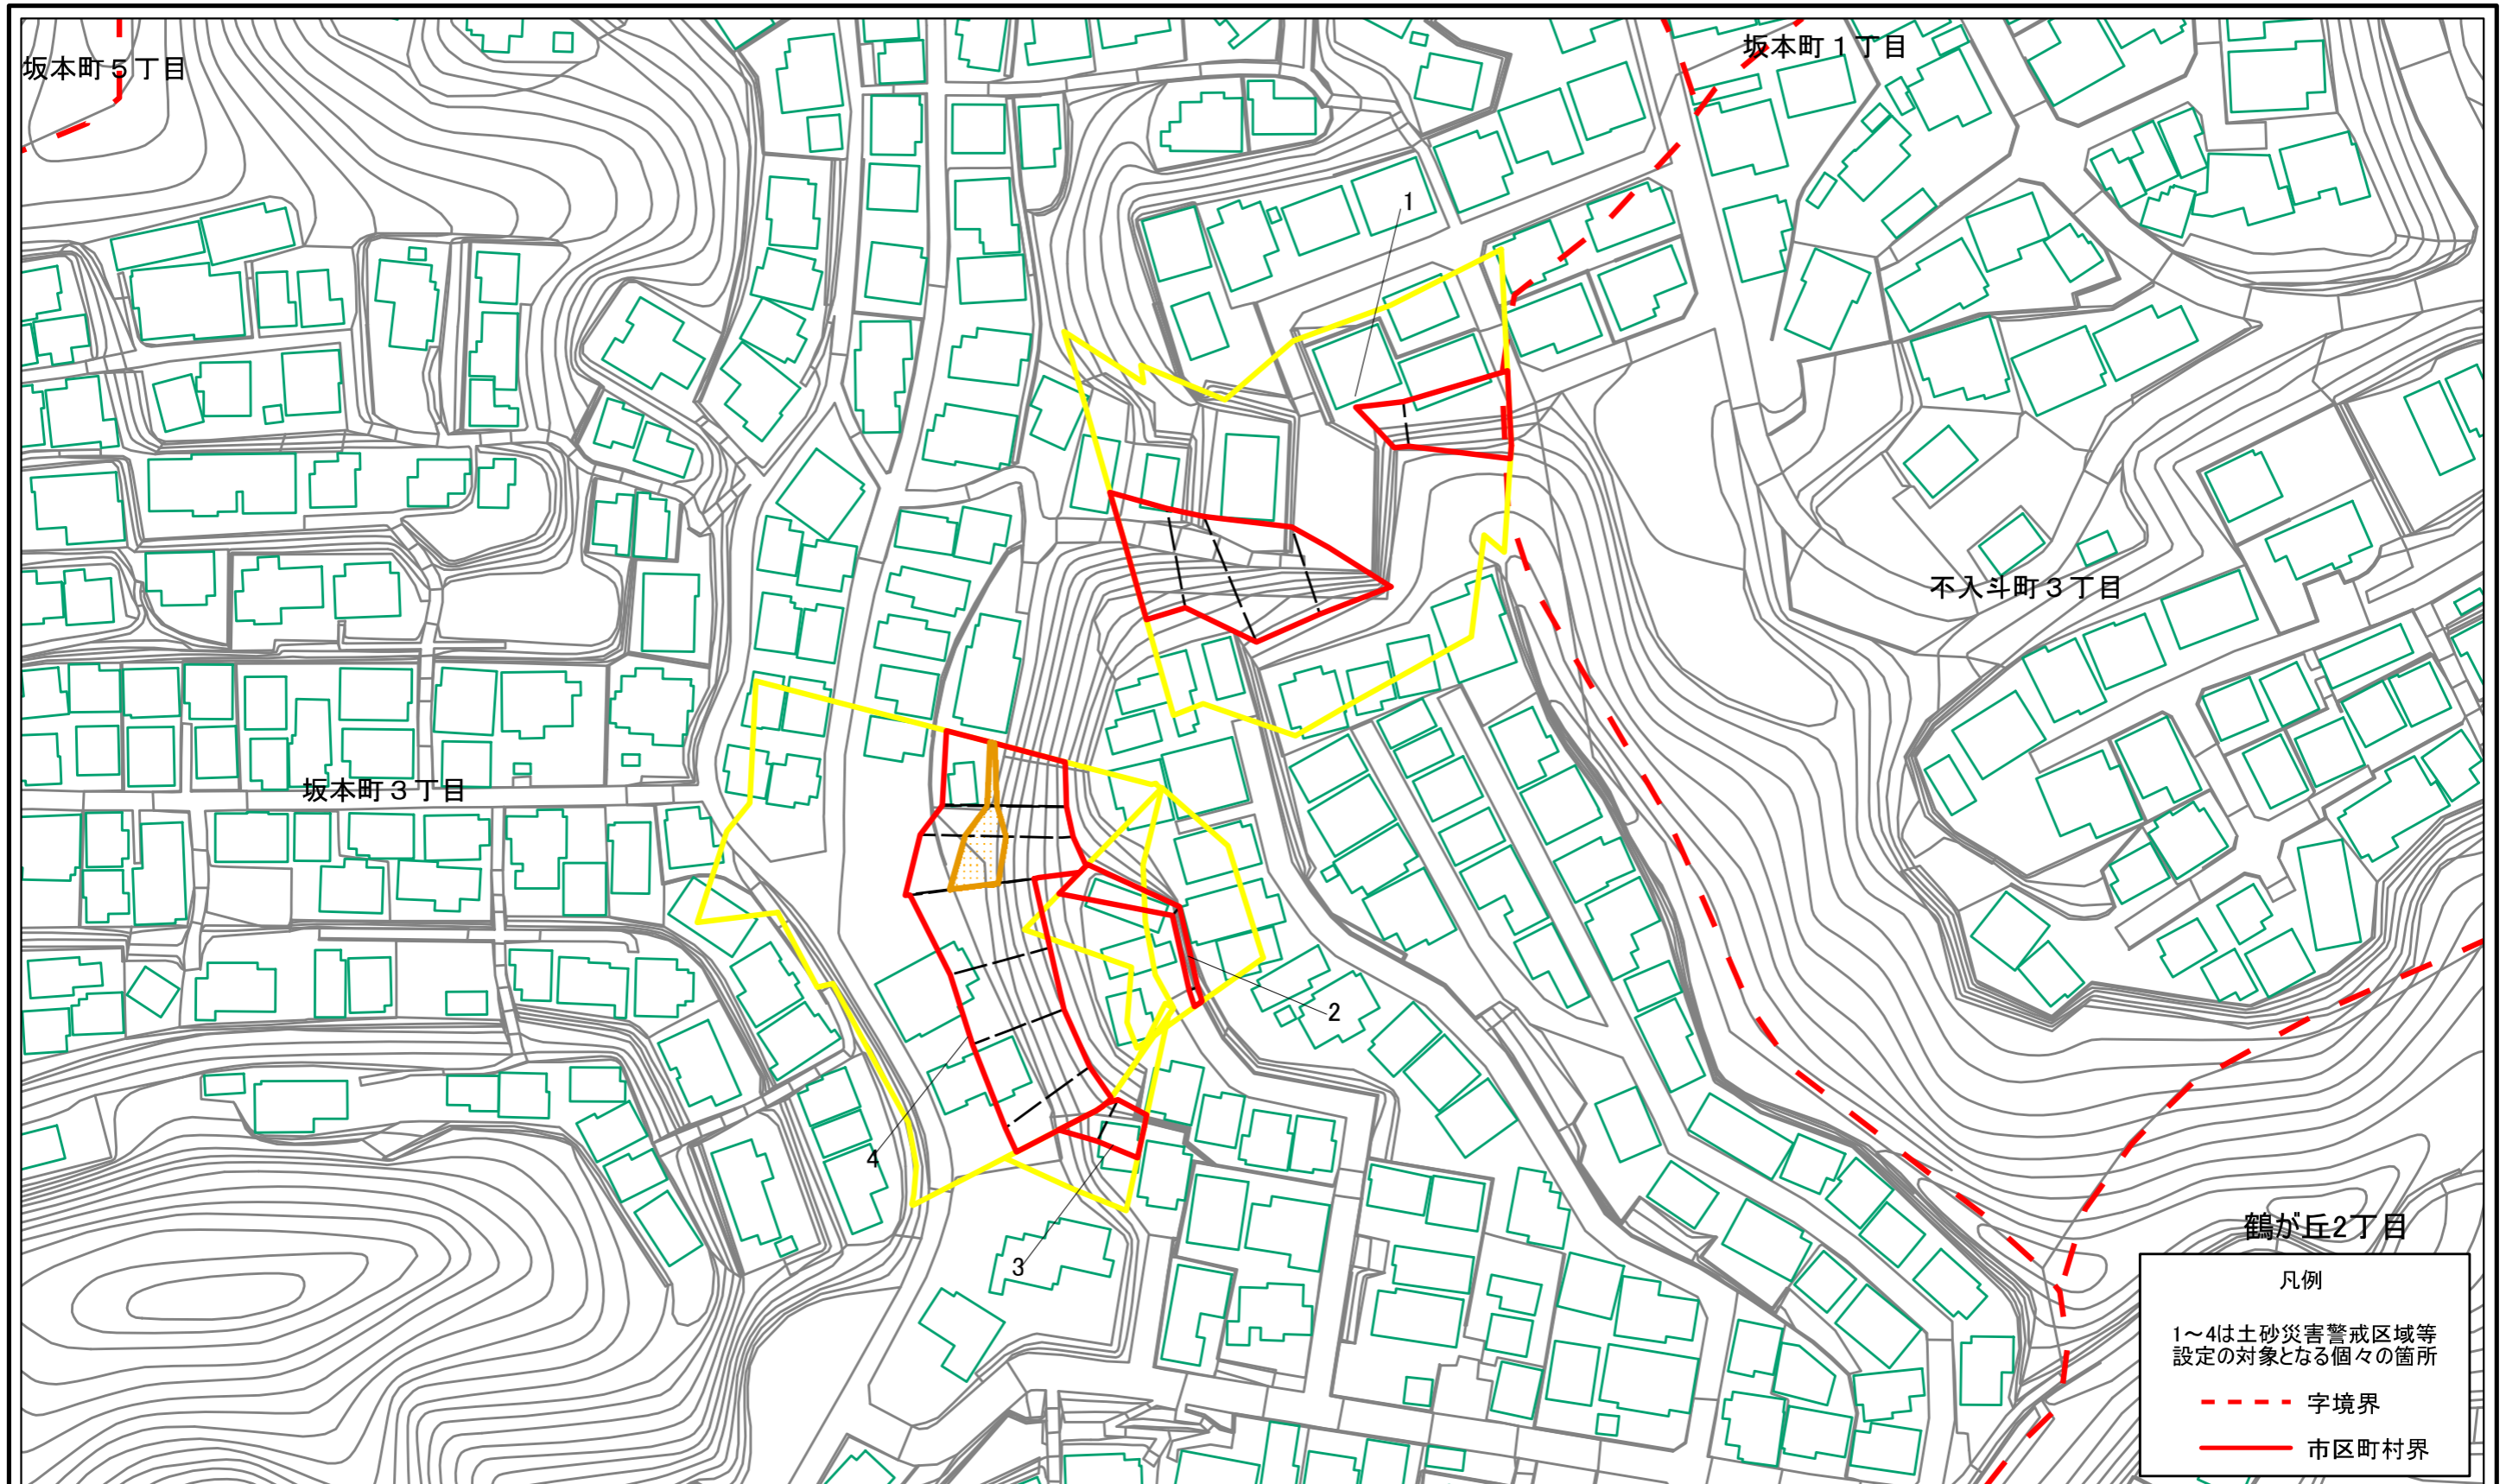 坂本町5丁目
坂本町1丁目
1
不入斗町3丁目
坂本町3丁目
2
4
3
鶴が丘2丁目
凡例
1～4は土砂災害警戒区域等
設定の対象となる個々の箇所
字境界
市区町村界